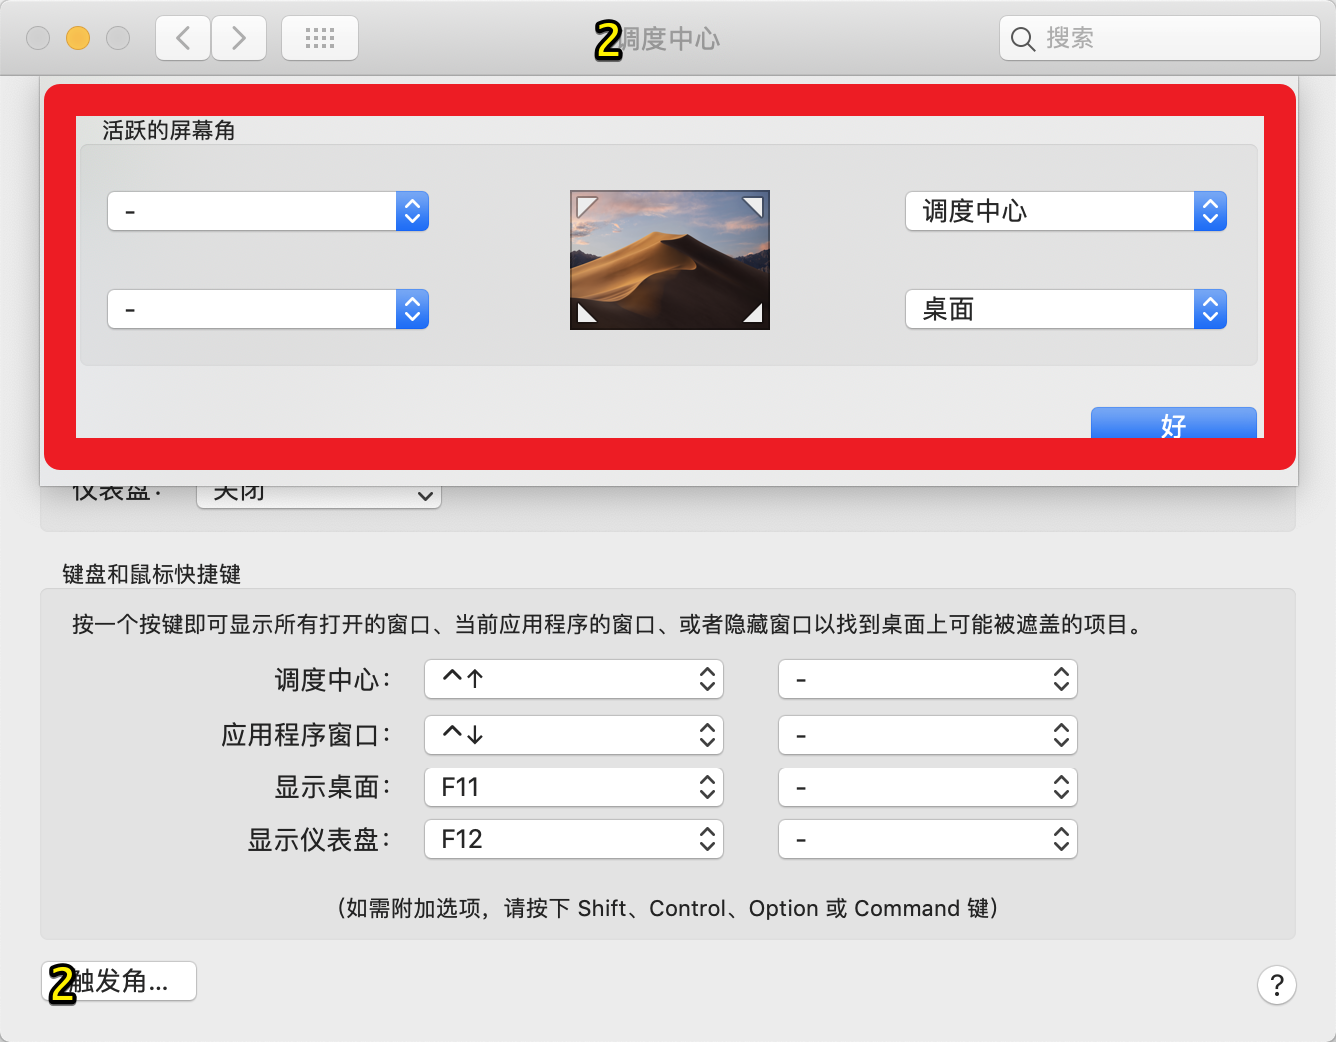 2调度中心
搜索
活跃的屏幕角
-
调度中心
-
桌面
好
仪表盘： 关闭
键盘和鼠标快捷键
按一个按键即可显示所有打开的窗口、当前应用程序的窗口、或者隐藏窗口以找到桌面上可能被遮盖的项目。
调度中心： ^↑ -
应用程序窗口： ^↓ -
显示桌面： F11 -
显示仪表盘： F12 -
（如需附加选项，请按下 Shift、Control、Option 或 Command 键）
2触发角...
?